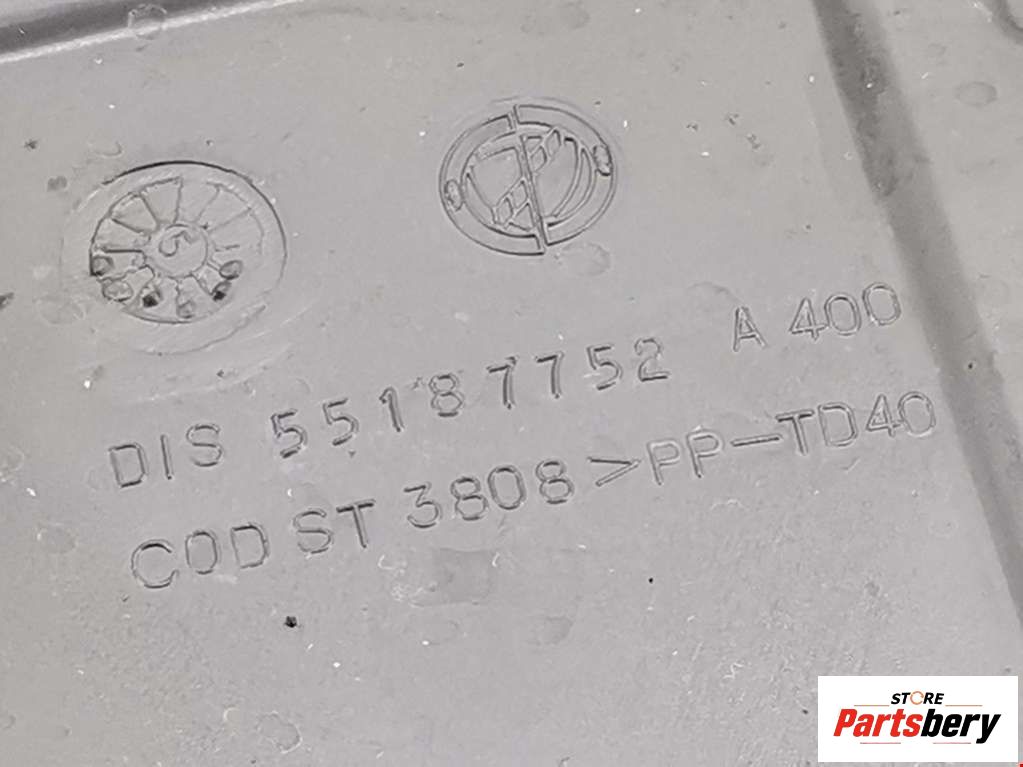 DIS 55187752 A 400
COD ST 3808 >PP-TD40
STORE
Partsbery